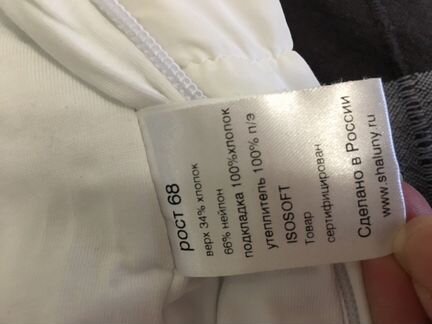 рост 68
верх 34% хлопок
66% нейлон
подкладка 100%хлопок
утеплитель 100% п/э
ISOSOFT
Товар
сертифицирован
Сделано в России
www.shaluny.ru